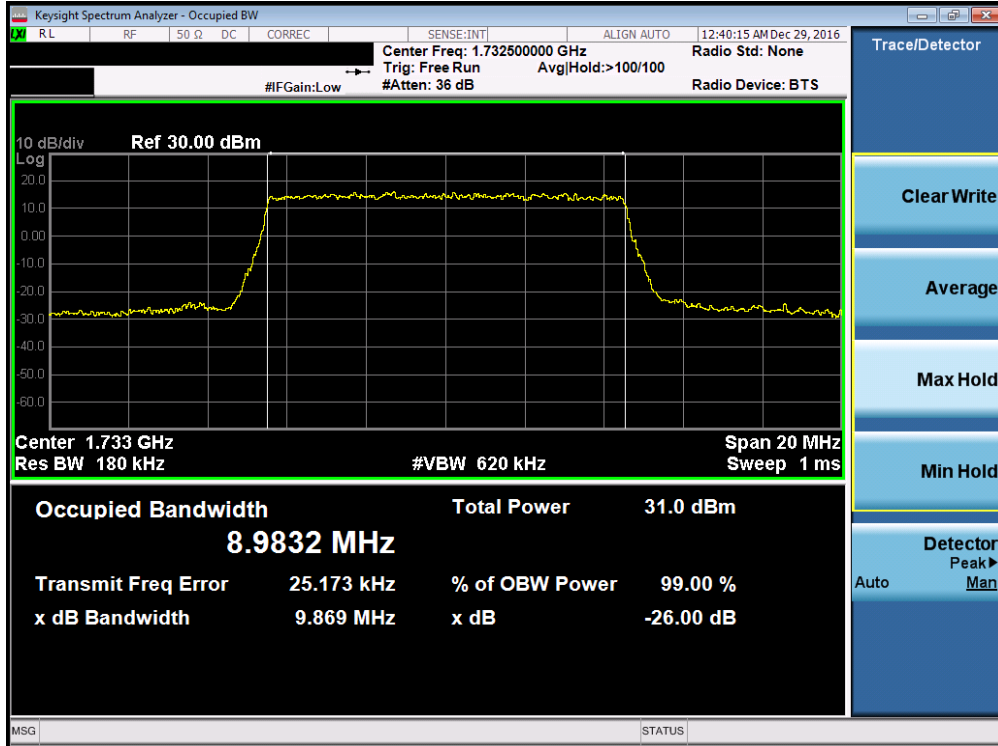 Keysight Spectrum Analyzer - Occupied BW
LXI RL RF 50 Ω DC CORREC SENSE:INT ALIGN AUTO 12:40:15 AM Dec 29, 2016
Center Freq: 1.732500000 GHz Radio Std: None
Trig: Free Run Avg|Hold:>100/100
#IFGain:Low #Atten: 36 dB Radio Device: BTS
10 dB/div Ref 30.00 dBm
Log
20.0
10.0
0.00
-10.0
-20.0
-30.0
-40.0
-50.0
-60.0
Center 1.733 GHz Span 20 MHz
Res BW 180 kHz #VBW 620 kHz Sweep 1 ms
Occupied Bandwidth Total Power 31.0 dBm
8.9832 MHz
Transmit Freq Error 25.173 kHz % of OBW Power 99.00 %
x dB Bandwidth 9.869 MHz x dB -26.00 dB
MSG STATUS
Trace/Detector
Clear Write
Average
Max Hold
Min Hold
Detector
Peak▶
Auto Man